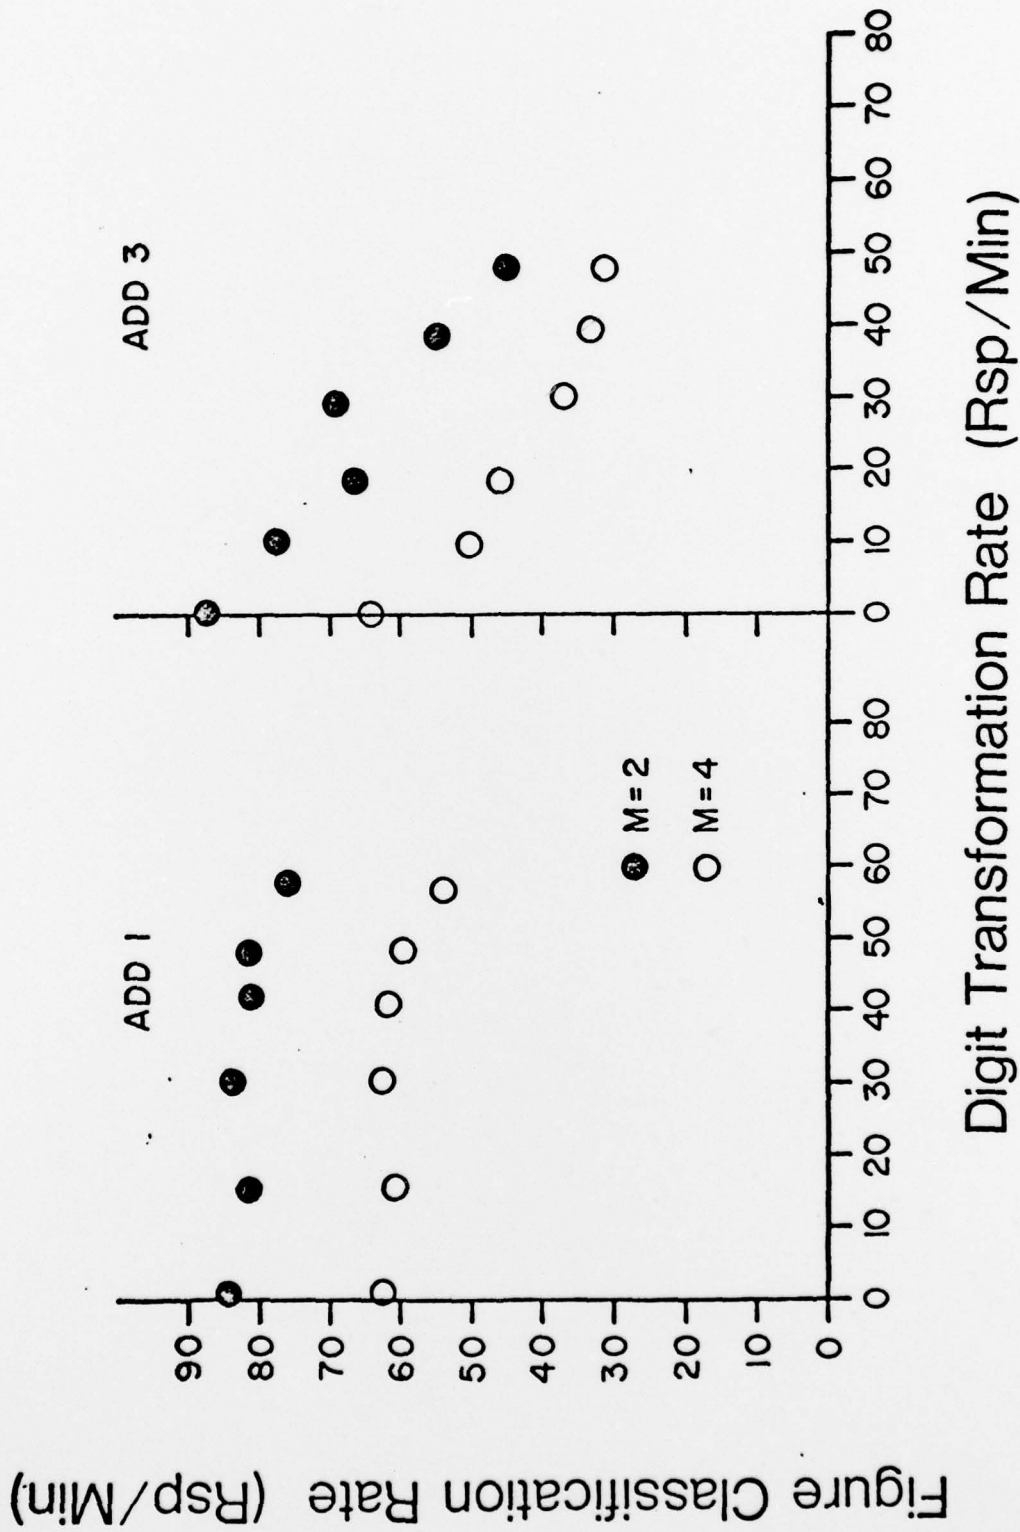 Figure Classification Rate (Rsp/Min)
90
80
70
60
50
40
30
20
10
0
ADD 1
M=2
M=4
0 10 20 30 40 50 60 70 80
ADD 3
0 10 20 30 40 50 60 70 80
Digit Transformation Rate (Rsp/Min)